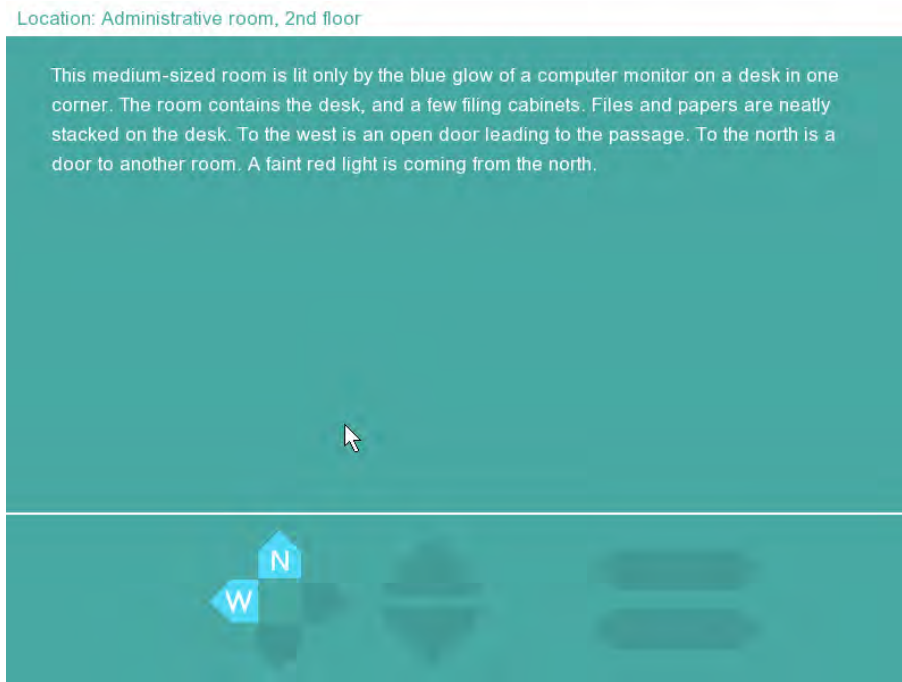 Location: Administrative room, 2nd floor
This medium-sized room is lit only by the blue glow of a computer monitor on a desk in one
corner. The room contains the desk, and a few filing cabinets. Files and papers are neatly
stacked on the desk. To the west is an open door leading to the passage. To the north is a
door to another room. A faint red light is coming from the north.
N
W